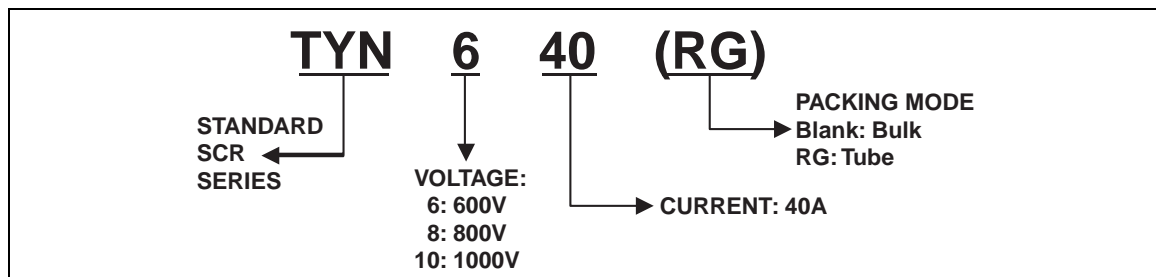 TYN 6 40 (RG)
STANDARD
SCR
SERIES
VOLTAGE:
6: 600V
8: 800V
10: 1000V
CURRENT: 40A
PACKING MODE
Blank: Bulk
RG: Tube